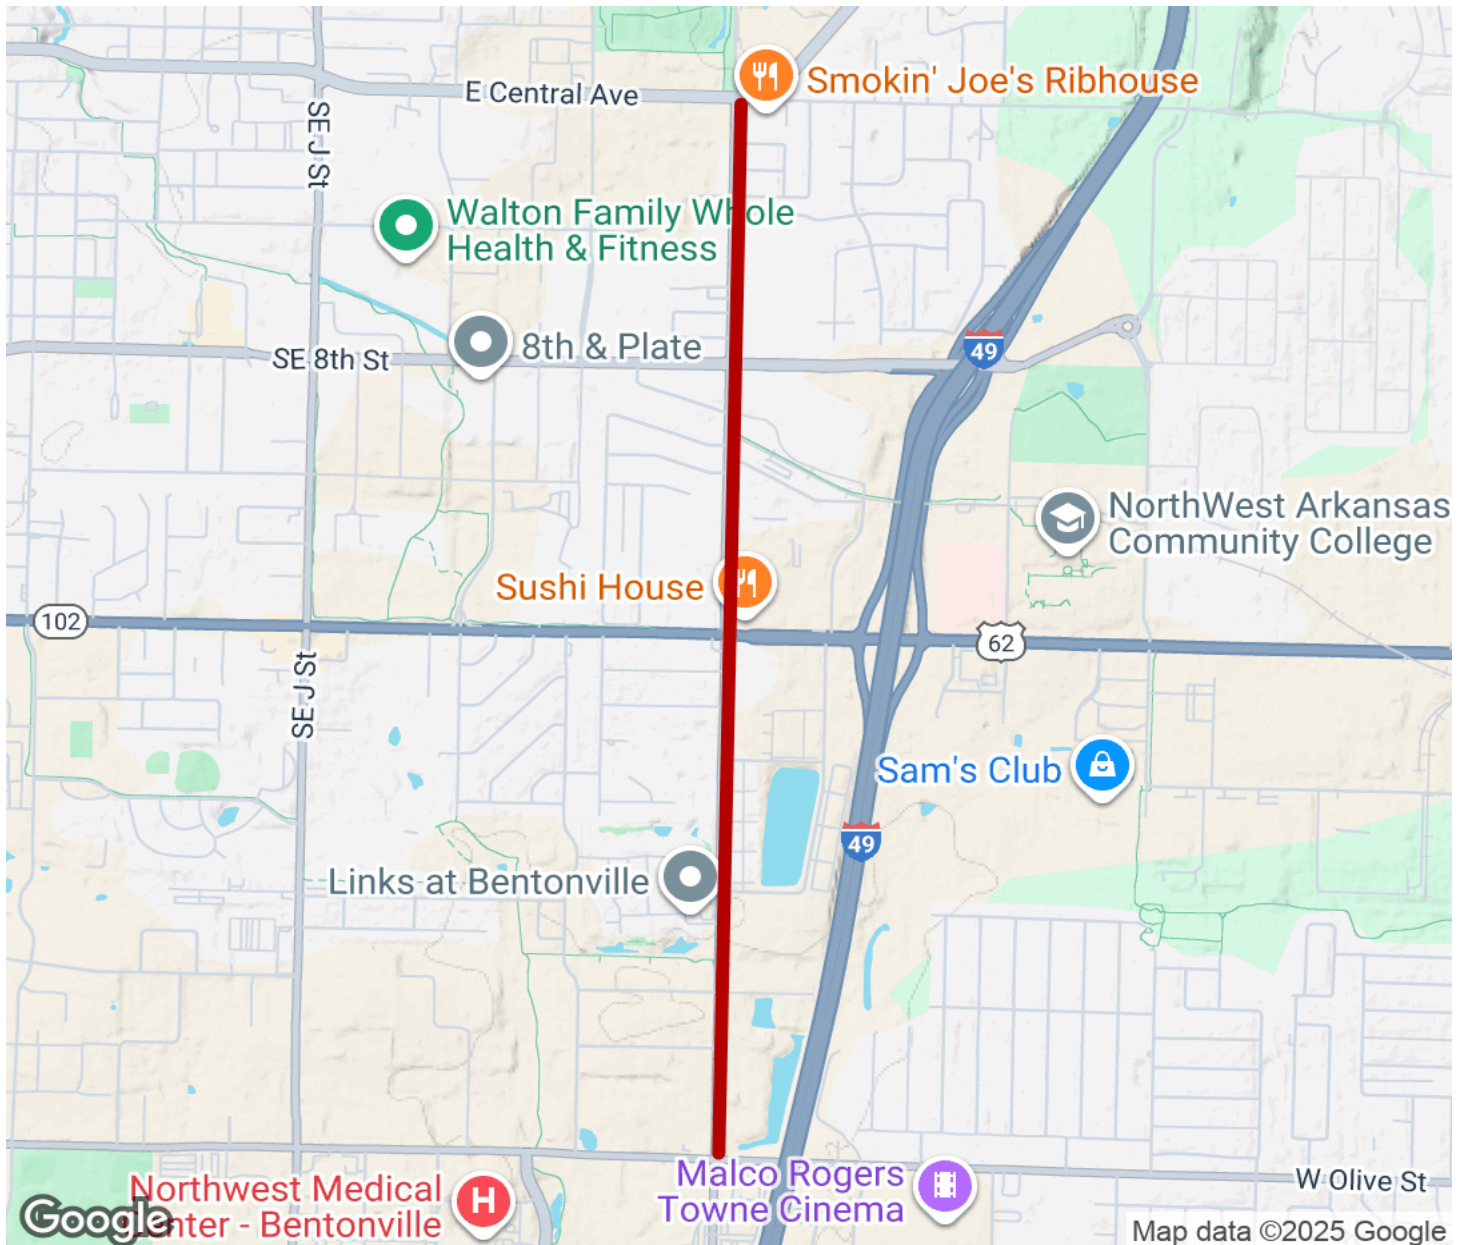 E Central Ave
Smokin' Joe's Ribhouse
SE J St
Walton Family Whole
Health & Fitness
49
8th & Plate
SE 8th St
NorthWest Arkansas
Community College
Sushi House
102
62
SE J St
Sam's Club
49
Links at Bentonville
Malco Rogers
Towne Cinema
W Olive St
Northwest Medical
Center - Bentonville
Google
Map data ©2025 Google